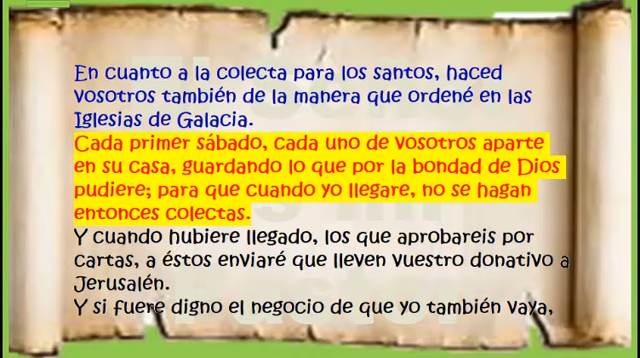 En cuanto a la colecta para los santos, haced
vosotros también de la manera que ordené en las
Iglesias de Galacia.
Cada primer sábado, cada uno de vosotros aparte
en su casa, guardando lo que por la bondad de Dios
pudiere; para que cuando yo llegare, no se hagan
entonces colectas.
Y cuando hubiere llegado, los que aprobareis por
cartas, a éstos enviaré que lleven vuestro donativo a
Jerusalén.
Y si fuere digno el negocio de que yo también vaya,